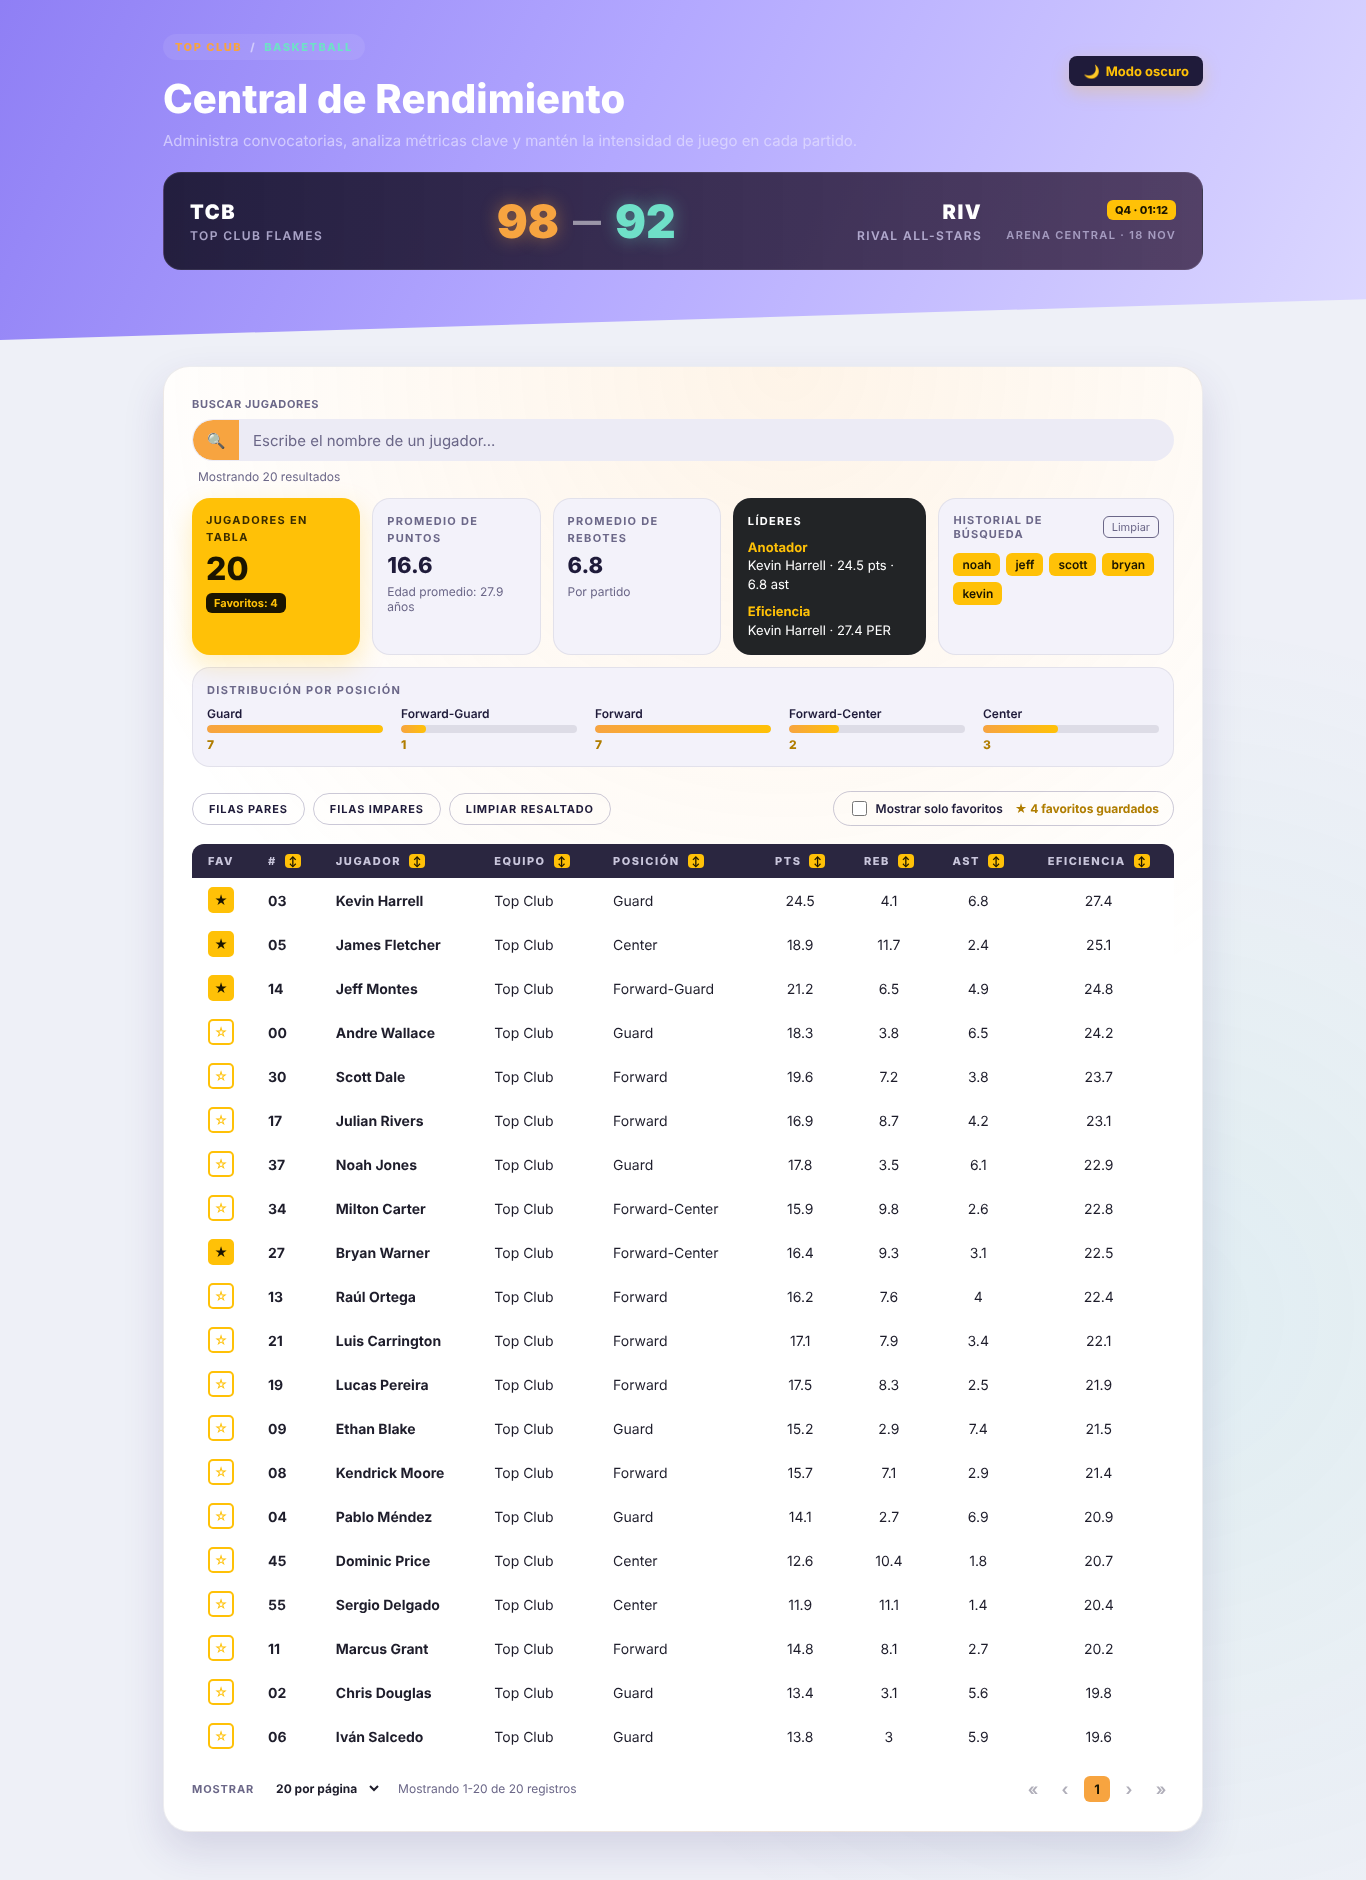 TOP CLUB / BASKETBALL
Central de Rendimiento
Administra convocatorias, analiza métricas clave y mantén la intensidad de juego en cada partido.
🌙 Modo oscuro
TCB
TOP CLUB FLAMES
98 — 92
RIV
RIVAL ALL-STARS
Q4 · 01:12
ARENA CENTRAL · 18 NOV
BUSCAR JUGADORES
Escribe el nombre de un jugador...
Mostrando 20 resultados
JUGADORES EN
TABLA
20
Favoritos: 4
PROMEDIO DE
PUNTOS
16.6
Edad promedio: 27.9
años
PROMEDIO DE
REBOTES
6.8
Por partido
LÍDERES
Anotador
Kevin Harrell · 24.5 pts ·
6.8 ast
Eficiencia
Kevin Harrell · 27.4 PER
HISTORIAL DE
BÚSQUEDA
Limpiar
noah jeff scott bryan
kevin
DISTRIBUCIÓN POR POSICIÓN
Guard
7
Forward-Guard
1
Forward
7
Forward-Center
2
Center
3
FILAS PARES FILAS IMPARES LIMPIAR RESALTADO
Mostrar solo favoritos ★ 4 favoritos guardados
FAV # ↕ JUGADOR ↕ EQUIPO ↕ POSICIÓN ↕ PTS ↕ REB ↕ AST ↕ EFICIENCIA ↕
★ 03 Kevin Harrell Top Club Guard 24.5 4.1 6.8 27.4
★ 05 James Fletcher Top Club Center 18.9 11.7 2.4 25.1
★ 14 Jeff Montes Top Club Forward-Guard 21.2 6.5 4.9 24.8
☆ 00 Andre Wallace Top Club Guard 18.3 3.8 6.5 24.2
☆ 30 Scott Dale Top Club Forward 19.6 7.2 3.8 23.7
☆ 17 Julian Rivers Top Club Forward 16.9 8.7 4.2 23.1
☆ 37 Noah Jones Top Club Guard 17.8 3.5 6.1 22.9
☆ 34 Milton Carter Top Club Forward-Center 15.9 9.8 2.6 22.8
★ 27 Bryan Warner Top Club Forward-Center 16.4 9.3 3.1 22.5
☆ 13 Raúl Ortega Top Club Forward 16.2 7.6 4 22.4
☆ 21 Luis Carrington Top Club Forward 17.1 7.9 3.4 22.1
☆ 19 Lucas Pereira Top Club Forward 17.5 8.3 2.5 21.9
☆ 09 Ethan Blake Top Club Guard 15.2 2.9 7.4 21.5
☆ 08 Kendrick Moore Top Club Forward 15.7 7.1 2.9 21.4
☆ 04 Pablo Méndez Top Club Guard 14.1 2.7 6.9 20.9
☆ 45 Dominic Price Top Club Center 12.6 10.4 1.8 20.7
☆ 55 Sergio Delgado Top Club Center 11.9 11.1 1.4 20.4
☆ 11 Marcus Grant Top Club Forward 14.8 8.1 2.7 20.2
☆ 02 Chris Douglas Top Club Guard 13.4 3.1 5.6 19.8
☆ 06 Iván Salcedo Top Club Guard 13.8 3 5.9 19.6
MOSTRAR 20 por página Mostrando 1-20 de 20 registros
« ‹ 1 › »